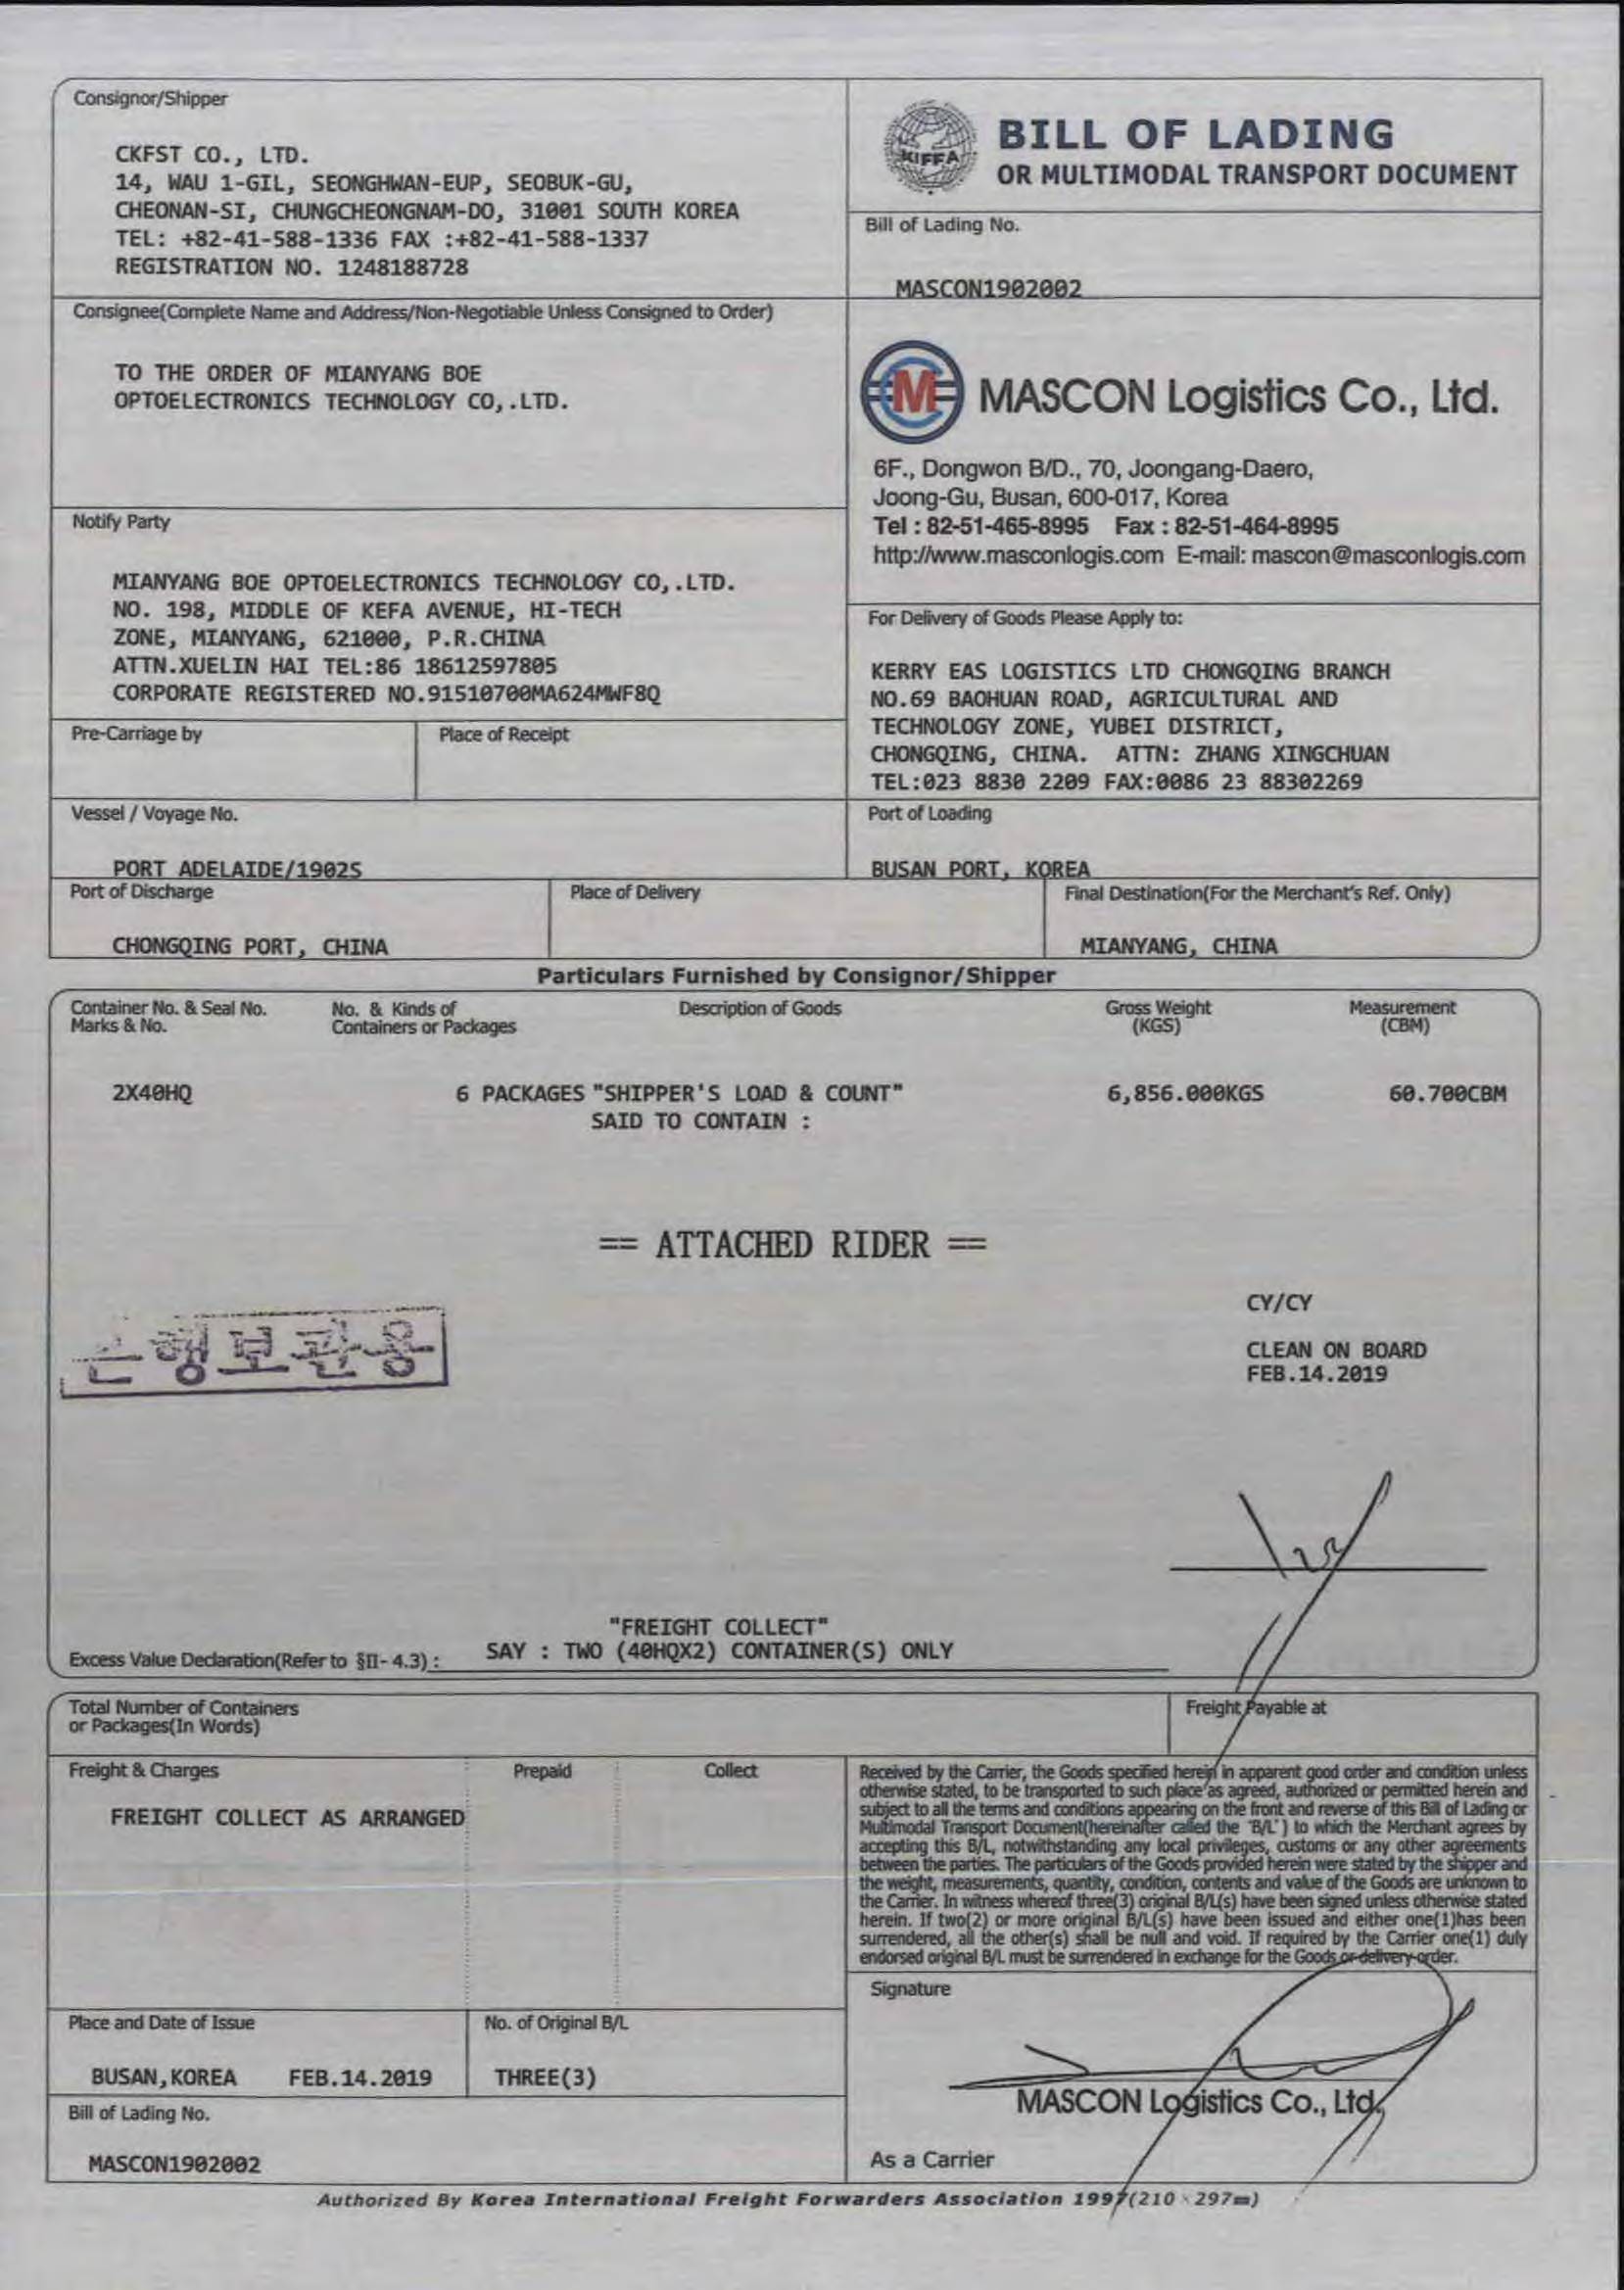 Consignor/Shipper
CKFST CO., LTD.
14, WAU 1-GIL, SEONGHWAN-EUP, SEOBUK-GU,
CHEONAN-SI, CHUNGCHEONGNAM-DO, 31001 SOUTH KOREA
TEL: +82-41-588-1336 FAX :+82-41-588-1337
REGISTRATION NO. 1248188728
KIFFA
BILL OF LADING
OR MULTIMODAL TRANSPORT DOCUMENT
Bill of Lading No.
MASCON1902002
Consignee(Complete Name and Address/Non-Negotiable Unless Consigned to Order)
TO THE ORDER OF MIANYANG BOE
OPTOELECTRONICS TECHNOLOGY CO,.LTD.
M MASCON Logistics Co., Ltd.
6F., Dongwon B/D., 70, Joongang-Daero,
Joong-Gu, Busan, 600-017, Korea
Tel : 82-51-465-8995 Fax : 82-51-464-8995
http://www.masconlogis.com E-mail: mascon@masconlogis.com
Notify Party
MIANYANG BOE OPTOELECTRONICS TECHNOLOGY CO,.LTD.
NO. 198, MIDDLE OF KEFA AVENUE, HI-TECH
ZONE, MIANYANG, 621000, P.R.CHINA
ATTN.XUELIN HAI TEL:86 18612597805
CORPORATE REGISTERED NO.91510700MA624MWF8Q
For Delivery of Goods Please Apply to:
KERRY EAS LOGISTICS LTD CHONGQING BRANCH
NO.69 BAOHUAN ROAD, AGRICULTURAL AND
TECHNOLOGY ZONE, YUBEI DISTRICT,
CHONGQING, CHINA. ATTN: ZHANG XINGCHUAN
TEL:023 8830 2209 FAX:0086 23 88302269
Pre-Carriage by
Place of Receipt
Vessel / Voyage No.
PORT ADELAIDE/1902S
Port of Loading
BUSAN PORT, KOREA
Port of Discharge
CHONGQING PORT, CHINA
Place of Delivery
Final Destination(For the Merchant's Ref. Only)
MIANYANG, CHINA
Particulars Furnished by Consignor/Shipper
Container No. & Seal No.
Marks & No.
No. & Kinds of
Containers or Packages
Description of Goods
Gross Weight
(KGS)
Measurement
(CBM)
2X40HQ 6 PACKAGES "SHIPPER'S LOAD & COUNT" 6,856.000KGS 60.700CBM
SAID TO CONTAIN :
== ATTACHED RIDER ==
CY/CY
CLEAN ON BOARD
FEB.14.2019
은행보관용
"FREIGHT COLLECT"
Excess Value Declaration(Refer to §II- 4.3) : SAY : TWO (40HQX2) CONTAINER(S) ONLY
Total Number of Containers
or Packages(In Words)
Freight Payable at
Freight & Charges Prepaid Collect
FREIGHT COLLECT AS ARRANGED
Received by the Carrier, the Goods specified herein in apparent good order and condition unless
otherwise stated, to be transported to such place as agreed, authorized or permitted herein and
subject to all the terms and conditions appearing on the front and reverse of this Bill of Lading or
Multimodal Transport Document(hereinafter called the "B/L") to which the Merchant agrees by
accepting this B/L, notwithstanding any local privileges, customs or any other agreements
between the parties. The particulars of the Goods provided herein were stated by the shipper and
the weight, measurements, quantity, condition, contents and value of the Goods are unknown to
the Carrier. In witness whereof three(3) original B/L(s) have been signed unless otherwise stated
herein. If two(2) or more original B/L(s) have been issued and either one(1)has been
surrendered, all the other(s) shall be null and void. If required by the Carrier one(1) duly
endorsed original B/L must be surrendered in exchange for the Goods or delivery order.
Signature
MASCON Logistics Co., Ltd.
As a Carrier
Place and Date of Issue
BUSAN,KOREA FEB.14.2019
No. of Original B/L
THREE(3)
Bill of Lading No.
MASCON1902002
Authorized By Korea International Freight Forwarders Association 1997(210×297㎜)